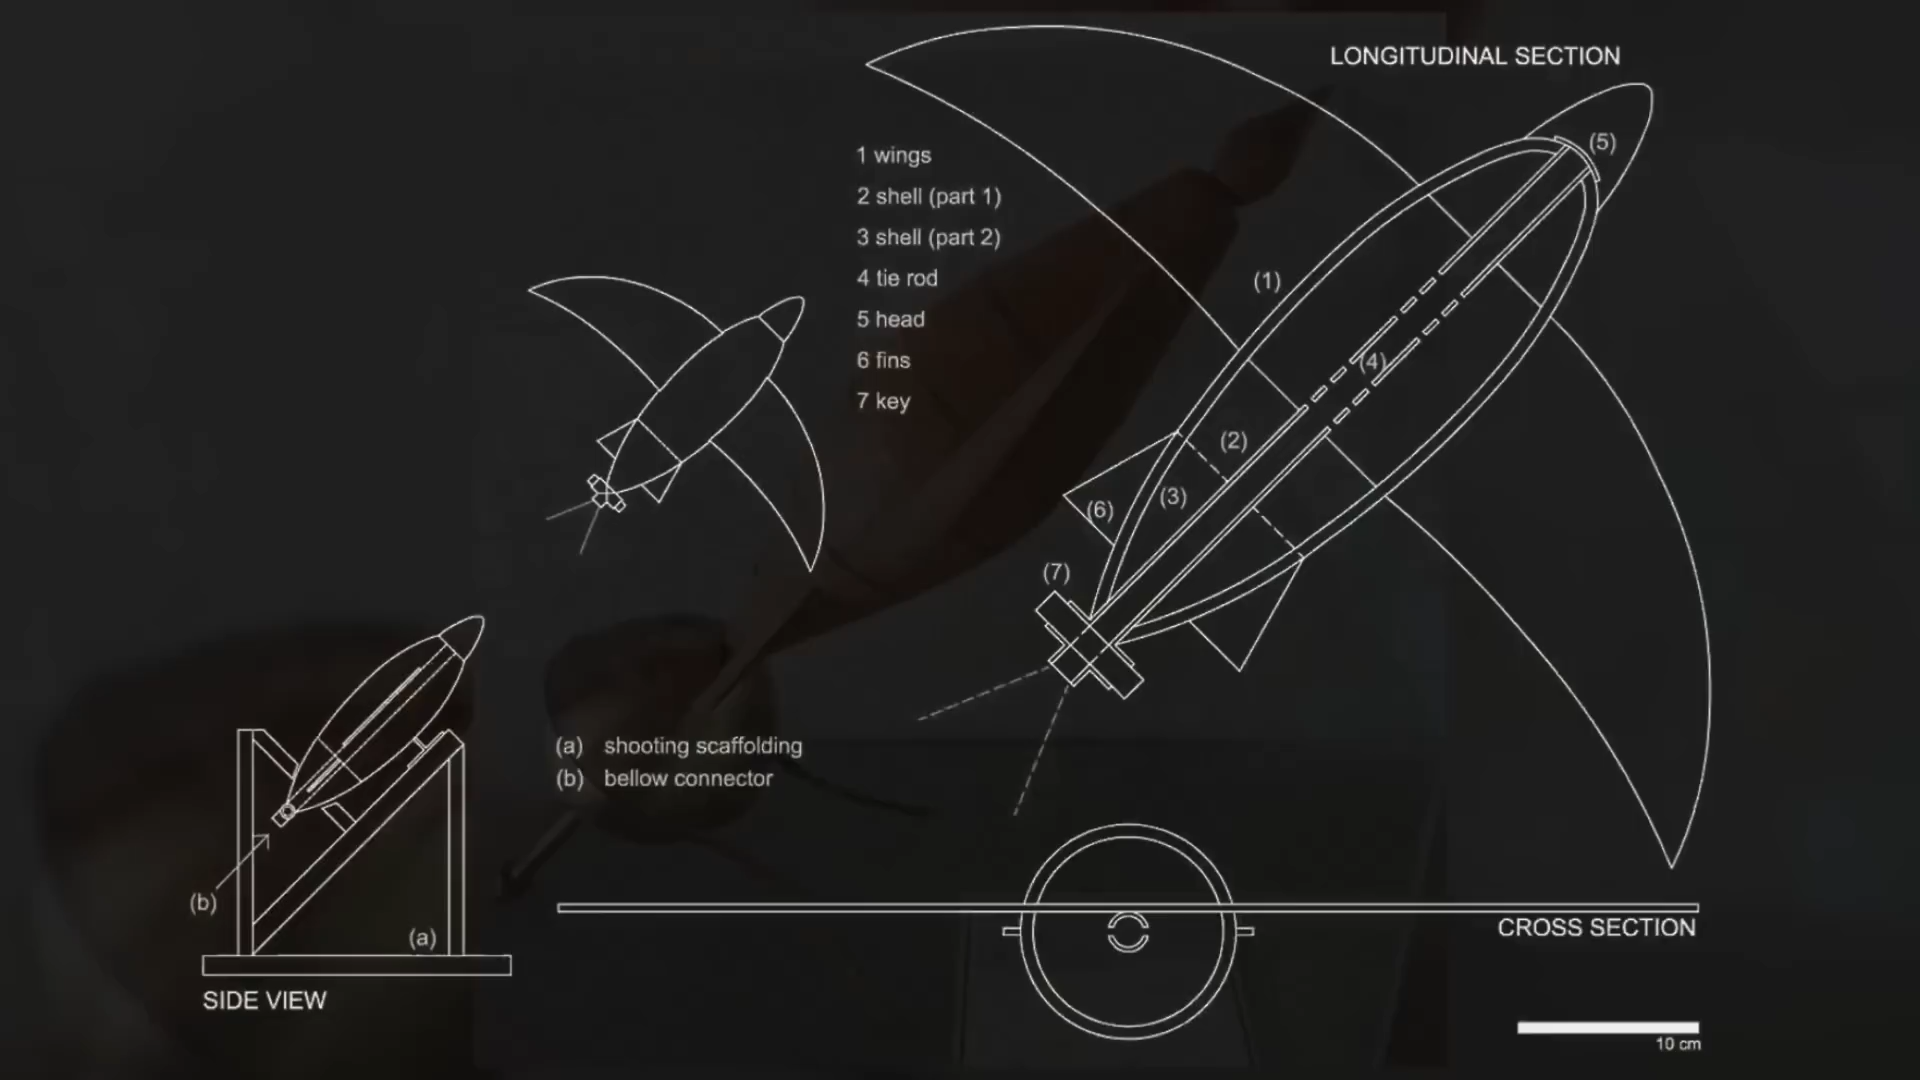 LONGITUDINAL SECTION
1 wings
2 shell (part 1)
3 shell (part 2)
4 tie rod
5 head
6 fins
7 key
(5)
(1)
(4)
(2)
(3)
(6)
(7)
(a) shooting scaffolding
(b) bellow connector
(b)
(a)
SIDE VIEW
CROSS SECTION
10 cm